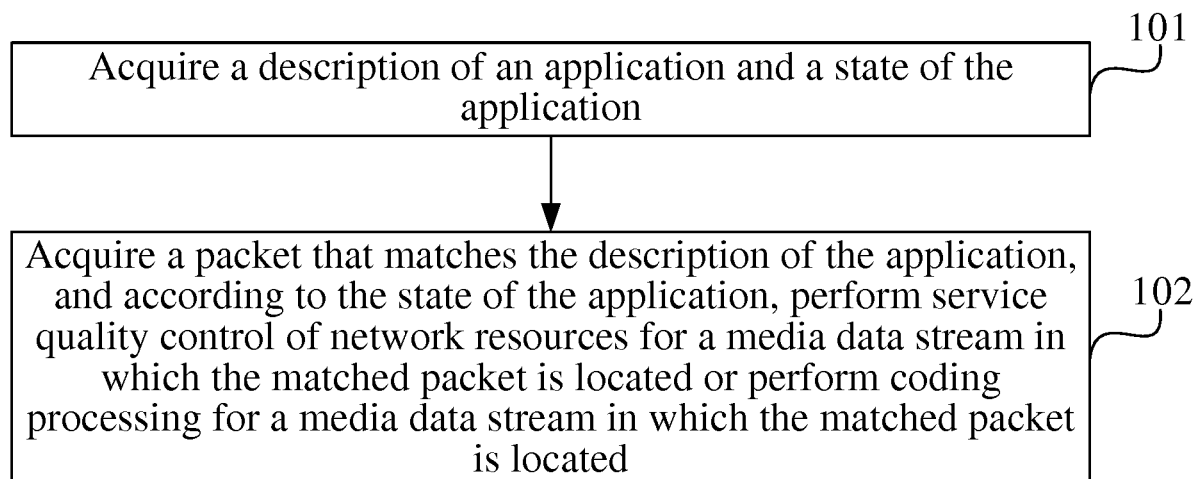 101
Acquire a description of an application and a state of the
application
Acquire a packet that matches the description of the application,
and according to the state of the application, perform service
quality control of network resources for a media data stream in
which the matched packet is located or perform coding
processing for a media data stream in which the matched packet
is located
102